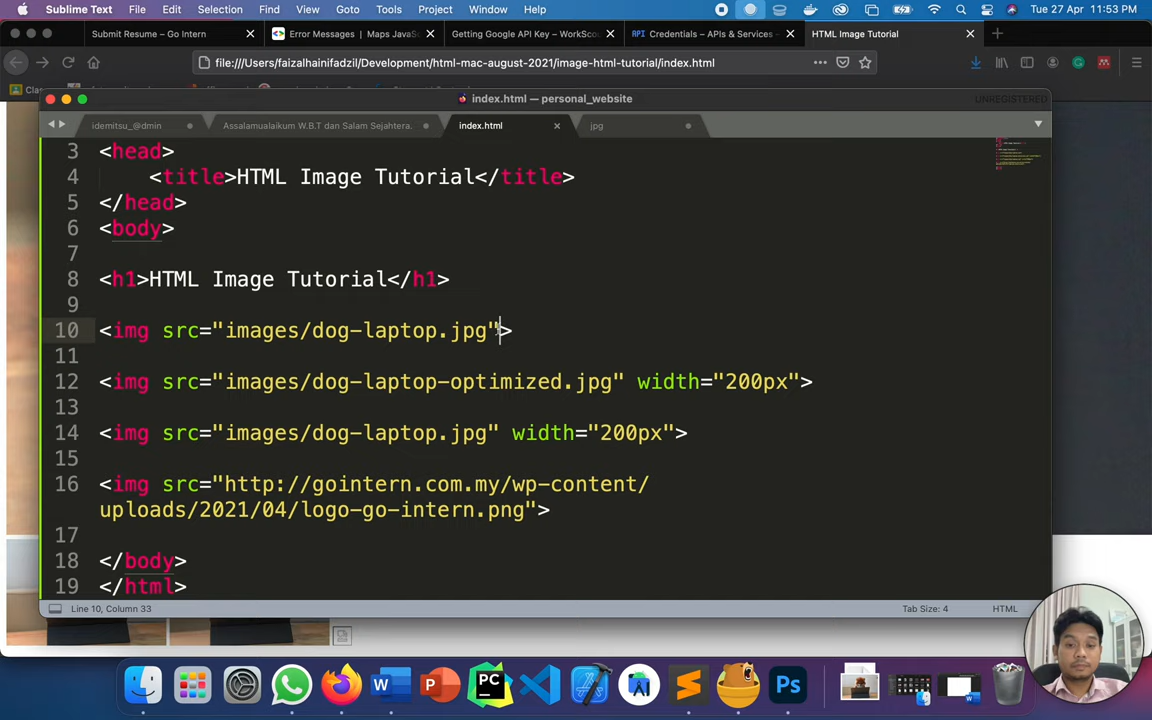 Sublime Text File Edit Selection Find View Goto Tools Project Window Help Tue 27 Apr 11:53 PM
Submit Resume – Go Intern Error Messages | Maps JavaS Getting Google API Key – WorkScou API Credentials – APIs & Services – HTML Image Tutorial
file:///Users/faizalhainifadzil/Development/html-mac-august-2021/image-html-tutorial/index.html
index.html — personal_website UNREGISTERED
idemitsu_@dmin Assalamualaikum W.B.T dan Salam Sejahtera. index.html jpg
3 <head>
4 <title>HTML Image Tutorial</title>
5 </head>
6 <body>
7
8 <h1>HTML Image Tutorial</h1>
9
10 <img src="images/dog-laptop.jpg">
11
12 <img src="images/dog-laptop-optimized.jpg" width="200px">
13
14 <img src="images/dog-laptop.jpg" width="200px">
15
16 <img src="http://gointern.com.my/wp-content/
uploads/2021/04/logo-go-intern.png">
17
18 </body>
19 </html>
Line 10, Column 33 Tab Size: 4 HTML
PC